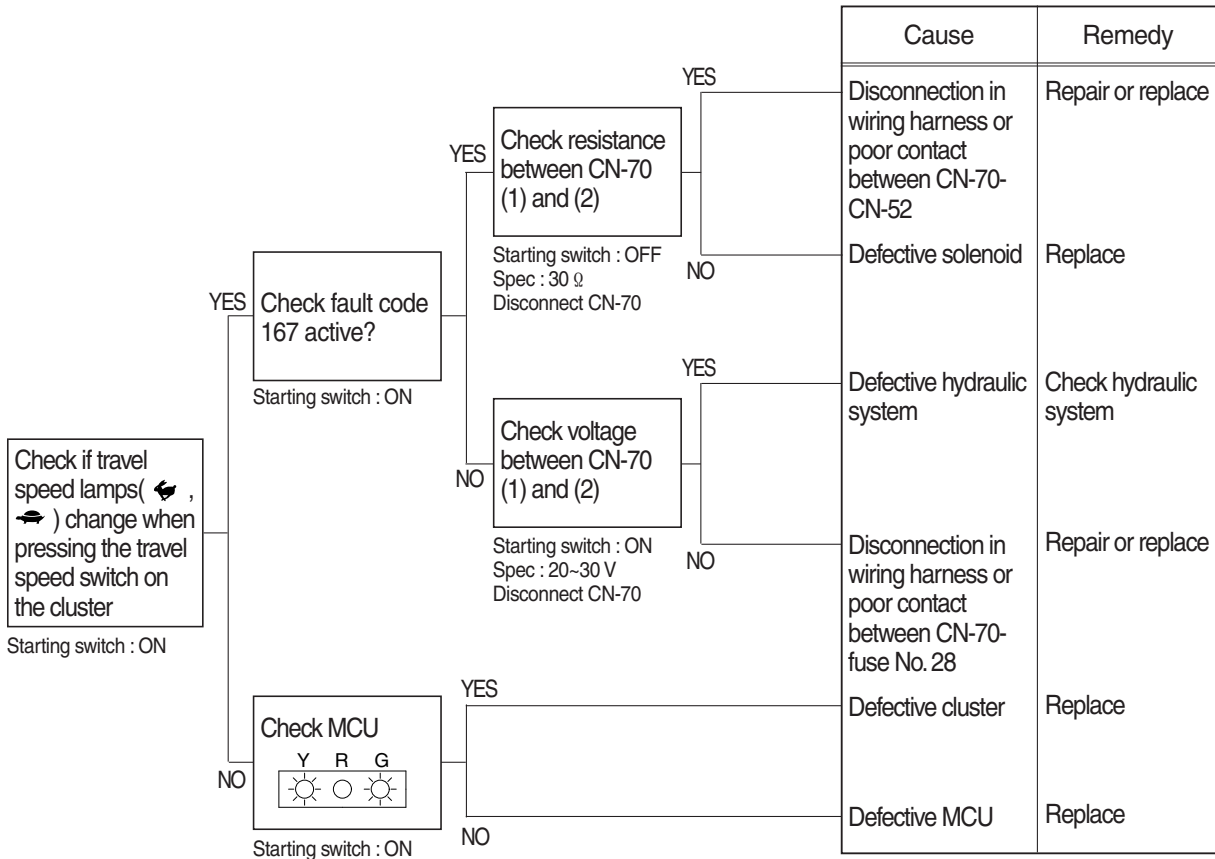 Check if travel
speed lamps( ,
) change when
pressing the travel
speed switch on
the cluster
Starting switch : ON
YES
Check fault code
167 active?
Starting switch : ON
YES
Check resistance
between CN-70
(1) and (2)
Starting switch : OFF
Spec : 30 Ω
Disconnect CN-70
YES
NO
NO
Check voltage
between CN-70
(1) and (2)
Starting switch : ON
Spec : 20~30 V
Disconnect CN-70
YES
NO
NO
Check MCU
Y R G
Starting switch : ON
YES
NO
Cause Remedy
Disconnection in Repair or replace
wiring harness or
poor contact
between CN-70-
CN-52
Defective solenoid Replace
Defective hydraulic Check hydraulic
system system
Disconnection in Repair or replace
wiring harness or
poor contact
between CN-70-
fuse No. 28
Defective cluster Replace
Defective MCU Replace